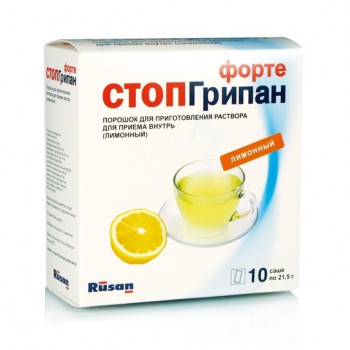 форте
СТОПГрипан
ПОРОШОК ДЛЯ ПРИГОТОВЛЕНИЯ РАСТВОРА
ДЛЯ ПРИЕМА ВНУТРЬ
(ЛИМОННЫЙ)
ЛИМОННЫЙ
Rusan
10 саше
по 21,5 г